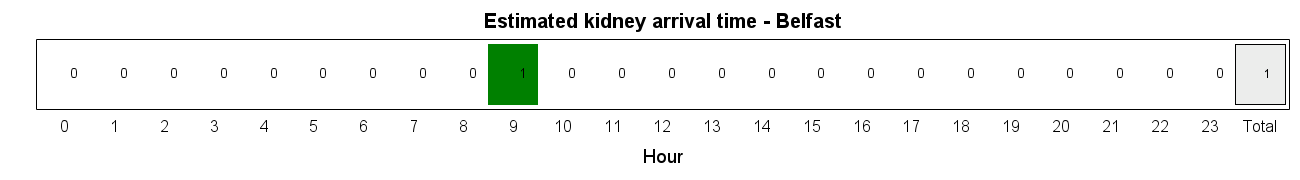 Estimated kidney arrival time - Belfast
0 0 0 0 0 0 0 0 0 1 0 0 0 0 0 0 0 0 0 0 0 0 0 0 1
0 1 2 3 4 5 6 7 8 9 10 11 12 13 14 15 16 17 18 19 20 21 22 23 Total
Hour